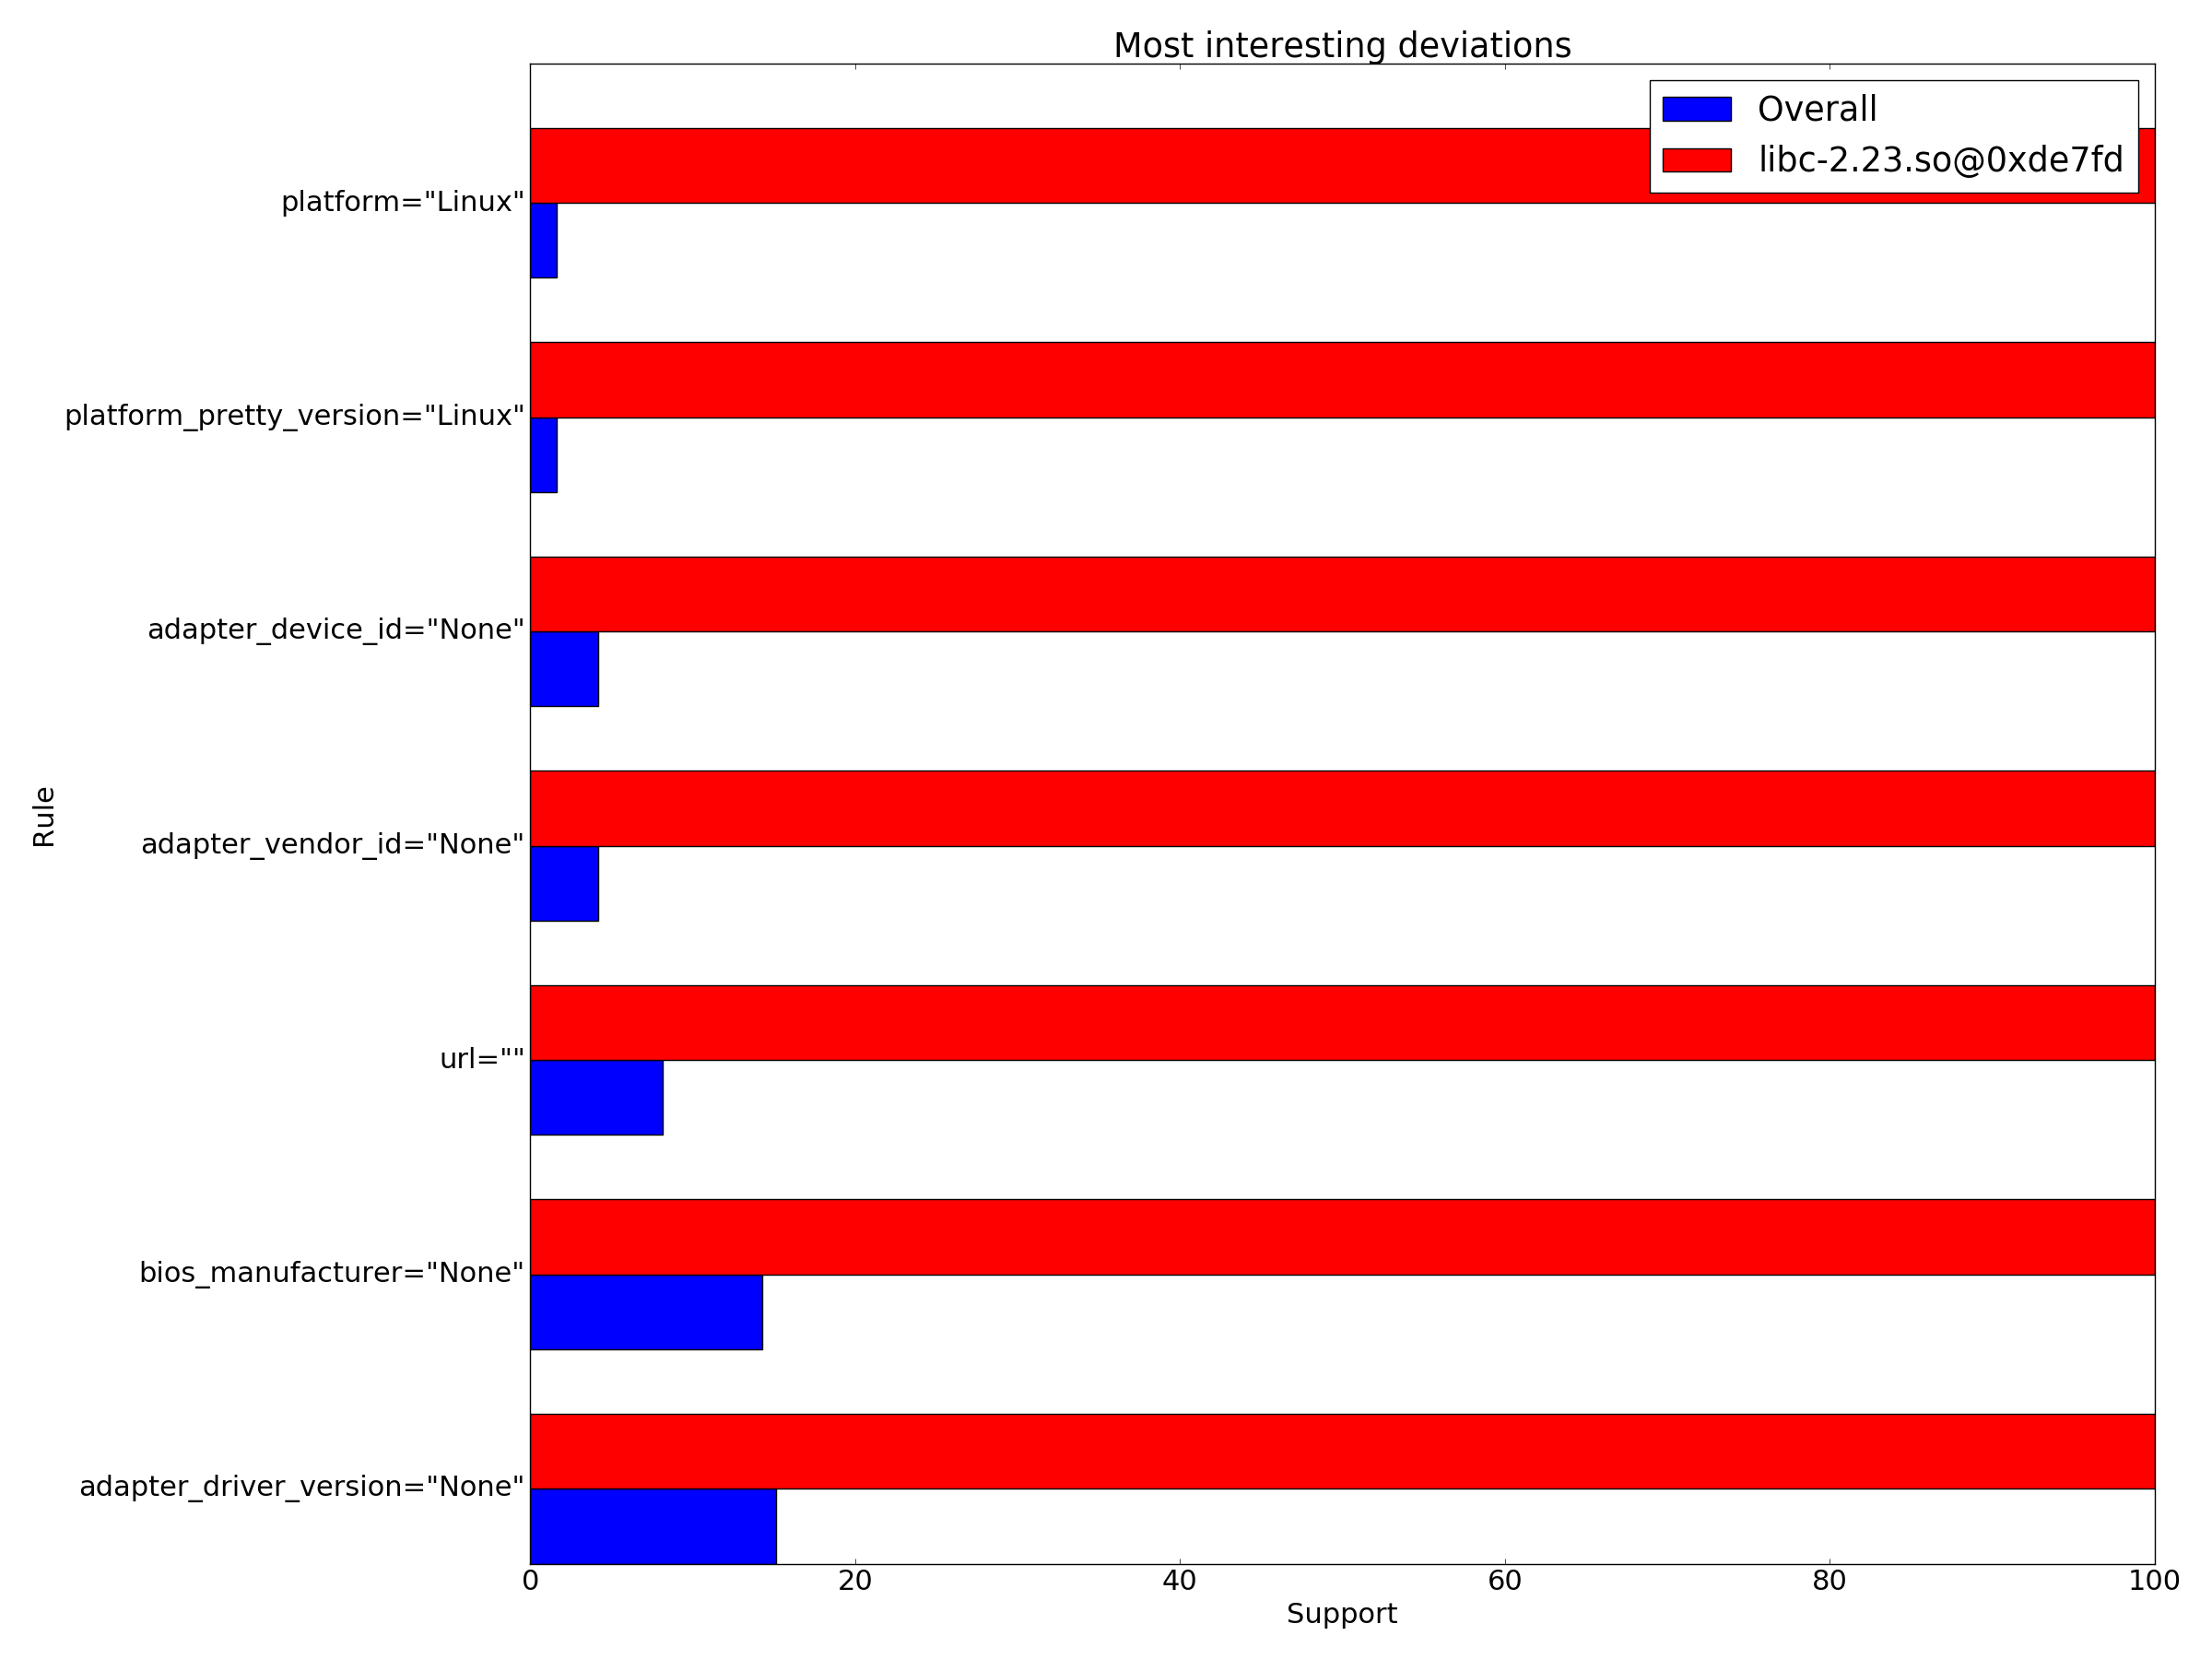 Most interesting deviations
Overall
libc-2.23.so@0xde7fd
platform="Linux"
platform_pretty_version="Linux"
adapter_device_id="None"
adapter_vendor_id="None"
url=""
bios_manufacturer="None"
adapter_driver_version="None"
Rule
0 20 40 60 80 100
Support